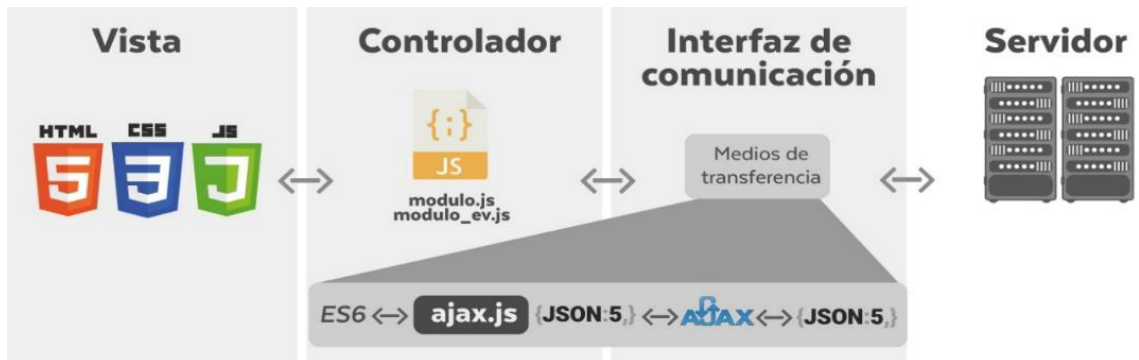 Vista
Controlador
Interfaz de
comunicación
Servidor
HTML
CSS
JS
{:}
JS
modulo.js
modulo_ev.js
Medios de
transferencia
ES6 ajax.js {JSON:5,} AJAX {JSON:5,}